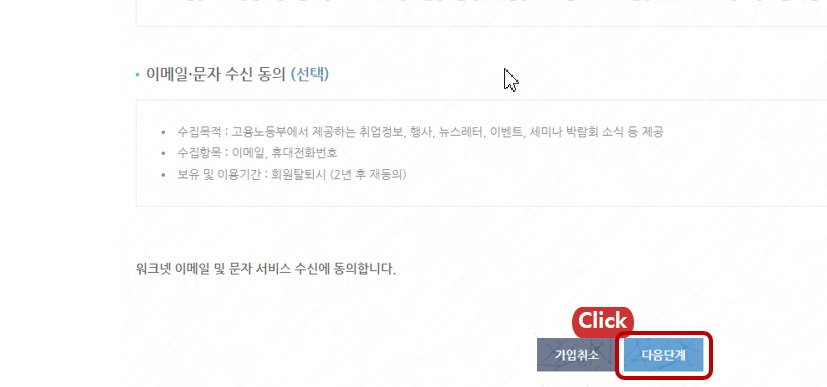 이메일·문자 수신 동의 (선택)
수집목적 : 고용노동부에서 제공하는 취업정보, 행사, 뉴스레터, 이벤트, 세미나 박람회 소식 등 제공
수집항목 : 이메일, 휴대전화번호
보유 및 이용기간 : 회원탈퇴시 (2년 후 재동의)
워크넷 이메일 및 문자 서비스 수신에 동의합니다.
Click
가입취소 다음단계